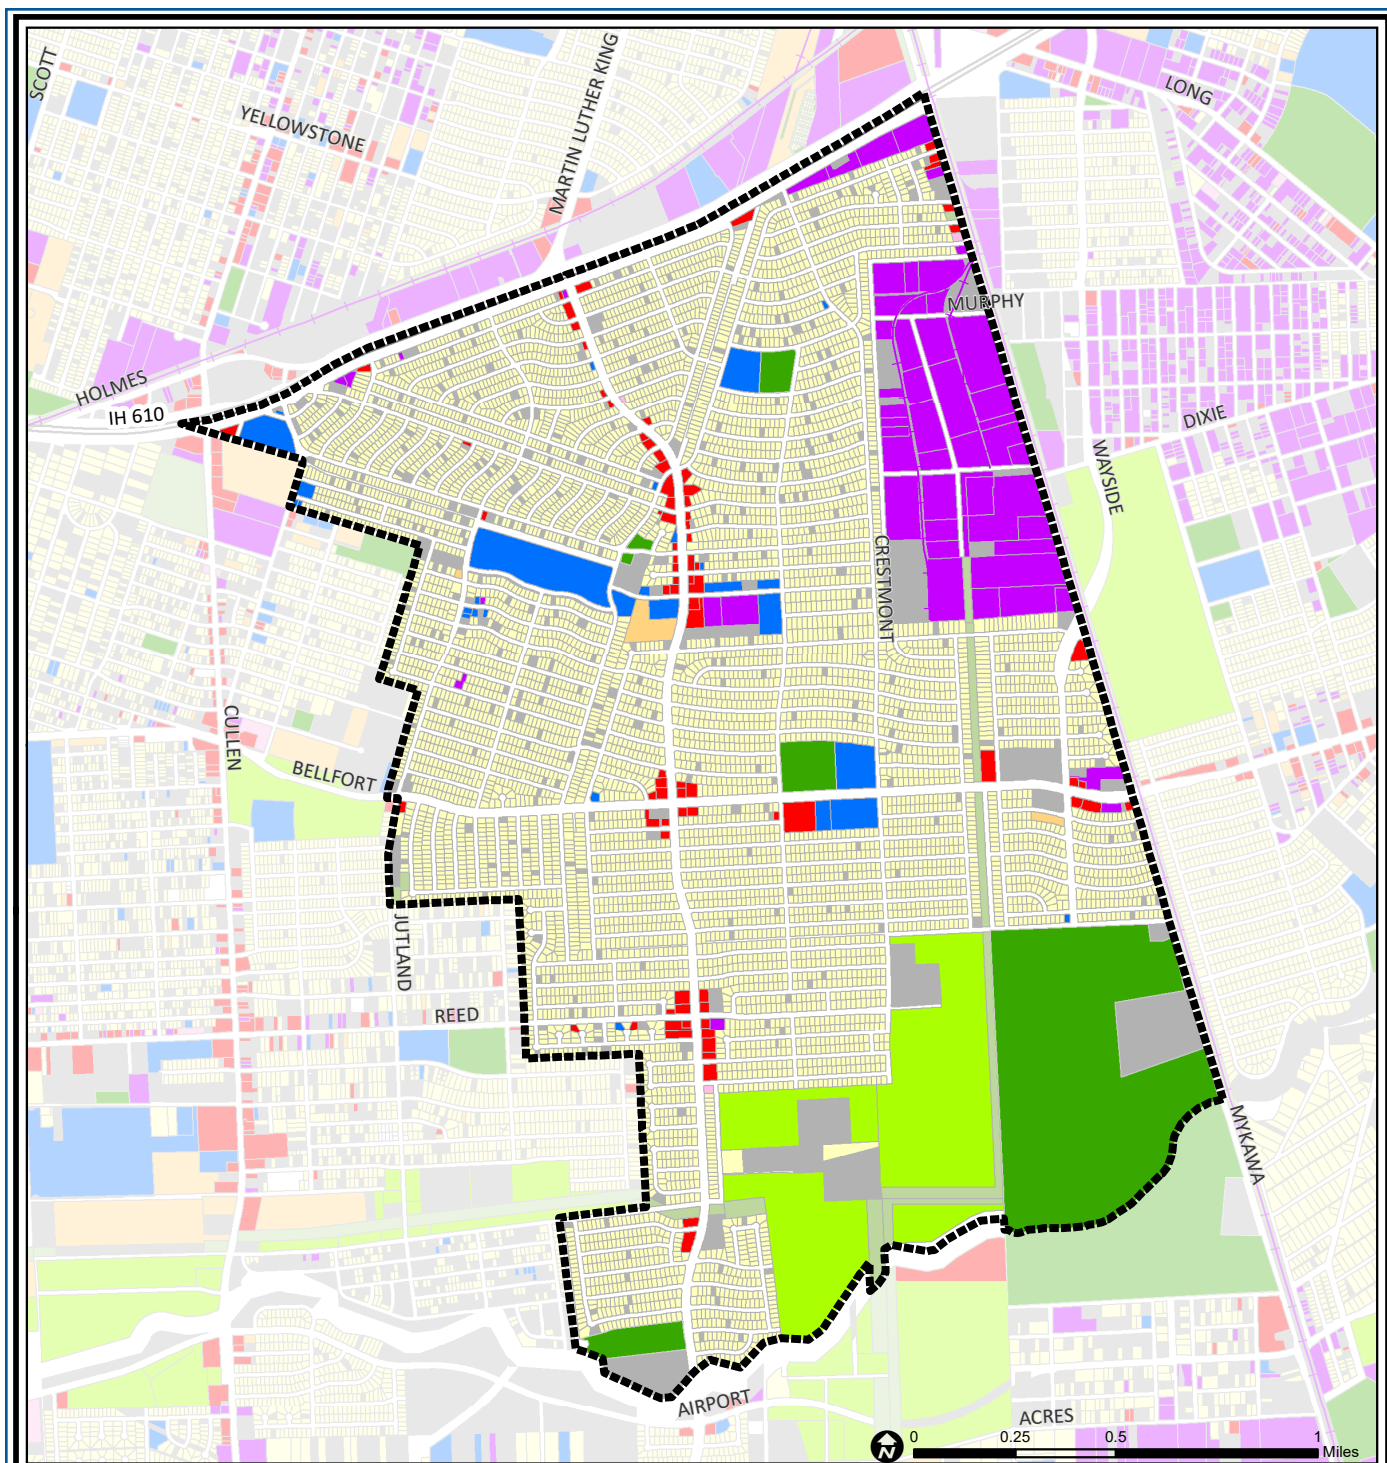 SCOTT
YELLOWSTONE
MARTIN LUTHER KING
LONG
MURPHY
HOLMES
IH 610
DIXIE
WAYSIDE
CRESTMONT
CULLEN
BELLFORT
JUTLAND
REED
MYKAWA
AIRPORT
ACRES
N
0 0.25 0.5 1
Miles